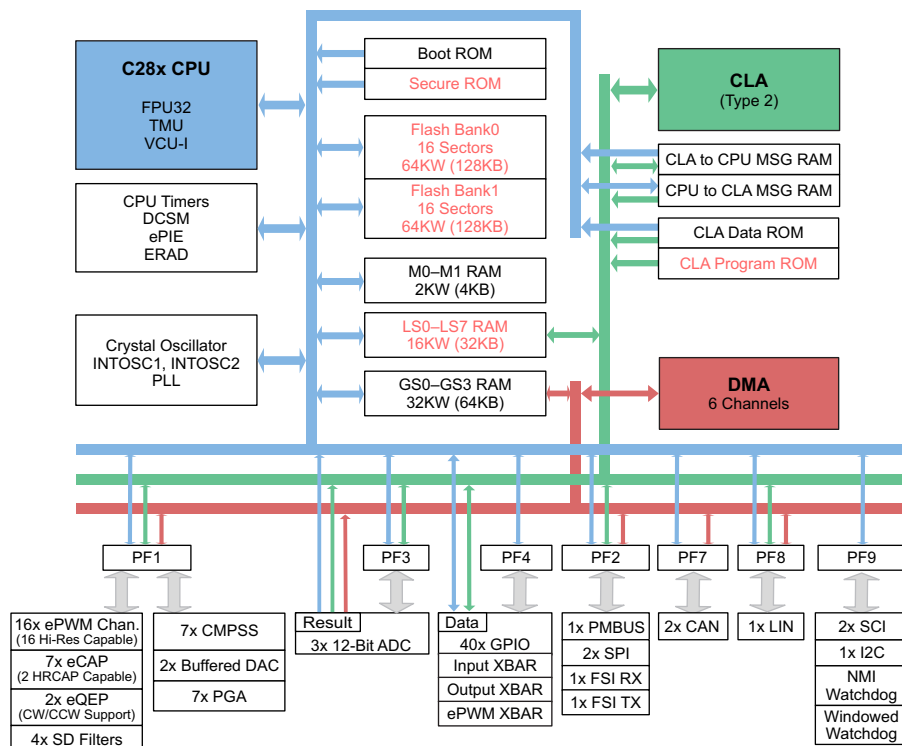 C28x CPU
FPU32
TMU
VCU-I
CPU Timers
DCSM
ePIE
ERAD
Crystal Oscillator
INTOSC1, INTOSC2
PLL
Boot ROM
Secure ROM
Flash Bank0
16 Sectors
64KW (128KB)
Flash Bank1
16 Sectors
64KW (128KB)
M0–M1 RAM
2KW (4KB)
LS0–LS7 RAM
16KW (32KB)
GS0–GS3 RAM
32KW (64KB)
CLA
(Type 2)
CLA to CPU MSG RAM
CPU to CLA MSG RAM
CLA Data ROM
CLA Program ROM
DMA
6 Channels
PF1
PF3
PF4
PF2
PF7
PF8
PF9
16x ePWM Chan.
(16 Hi-Res Capable)
7x eCAP
(2 HRCAP Capable)
2x eQEP
(CW/CCW Support)
4x SD Filters
7x CMPSS
2x Buffered DAC
7x PGA
Result
3x 12-Bit ADC
Data
40x GPIO
Input XBAR
Output XBAR
ePWM XBAR
1x PMBUS
2x SPI
1x FSI RX
1x FSI TX
2x CAN
1x LIN
2x SCI
1x I2C
NMI
Watchdog
Windowed
Watchdog